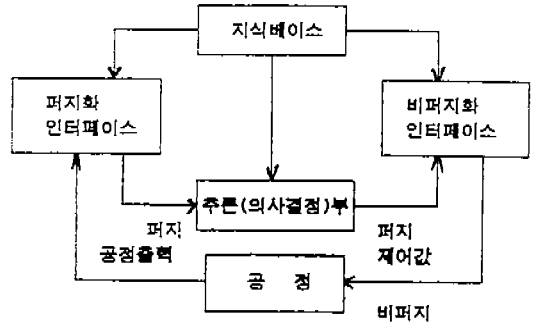 지식베이스
퍼지화
인터페이스
비퍼지화
인터페이스
추론(의사결정)부
퍼지
공정출력
퍼지
제어값
공 정
비퍼지